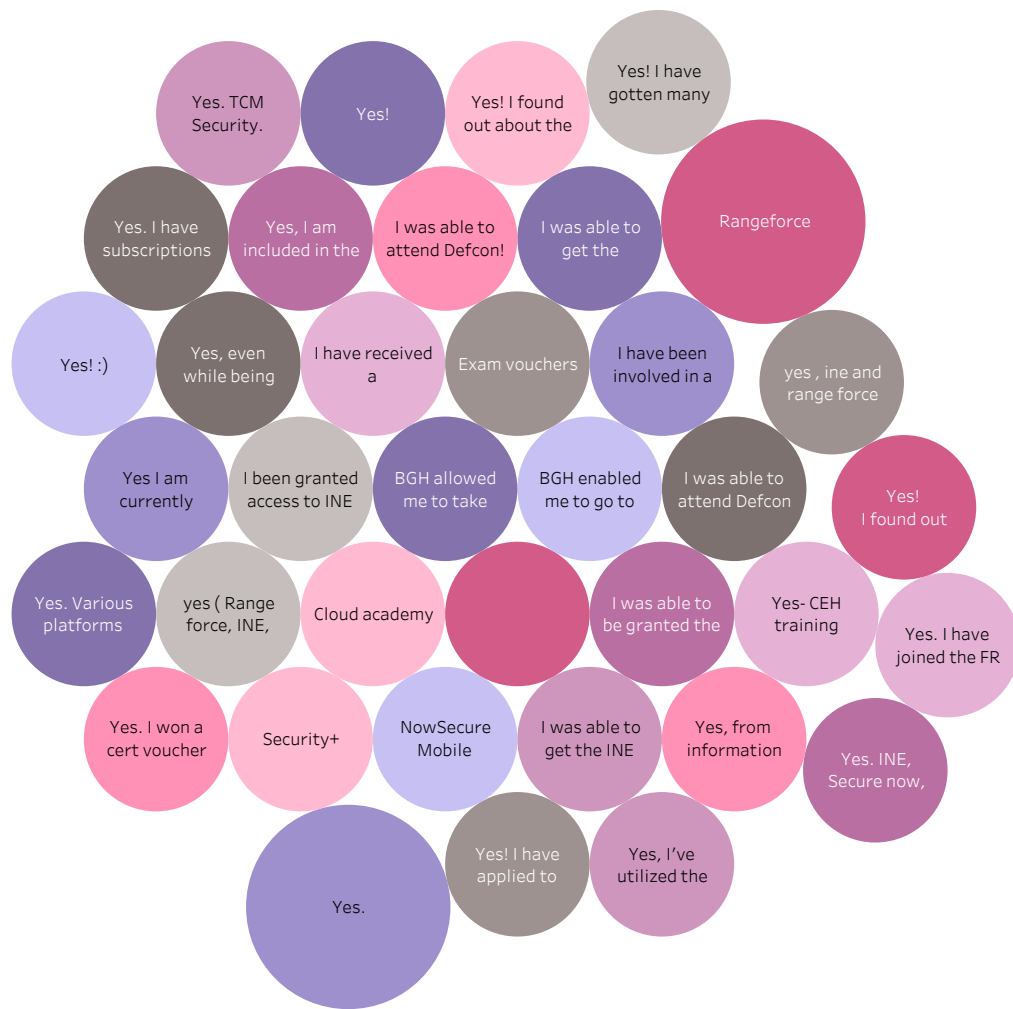 Yes. TCM
Security.
Yes!
Yes! I found
out about the
Yes! I have
gotten many
Yes. I have
subscriptions
Yes, I am
included in the
I was able to
attend Defcon!
I was able to
get the
Rangeforce
Yes! :)
Yes, even
while being
I have received
a
Exam vouchers
I have been
involved in a
yes , ine and
range force
Yes I am
currently
I been granted
access to INE
BGH allowed
me to take
BGH enabled
me to go to
I was able to
attend Defcon
Yes!
I found out
Yes. Various
platforms
yes ( Range
force, INE,
Cloud academy
I was able to
be granted the
Yes- CEH
training
Yes. I have
joined the FR
Yes. I won a
cert voucher
Security+
NowSecure
Mobile
I was able to
get the INE
Yes, from
information
Yes. INE,
Secure now,
Yes.
Yes! I have
applied to
Yes, I’ve
utilized the